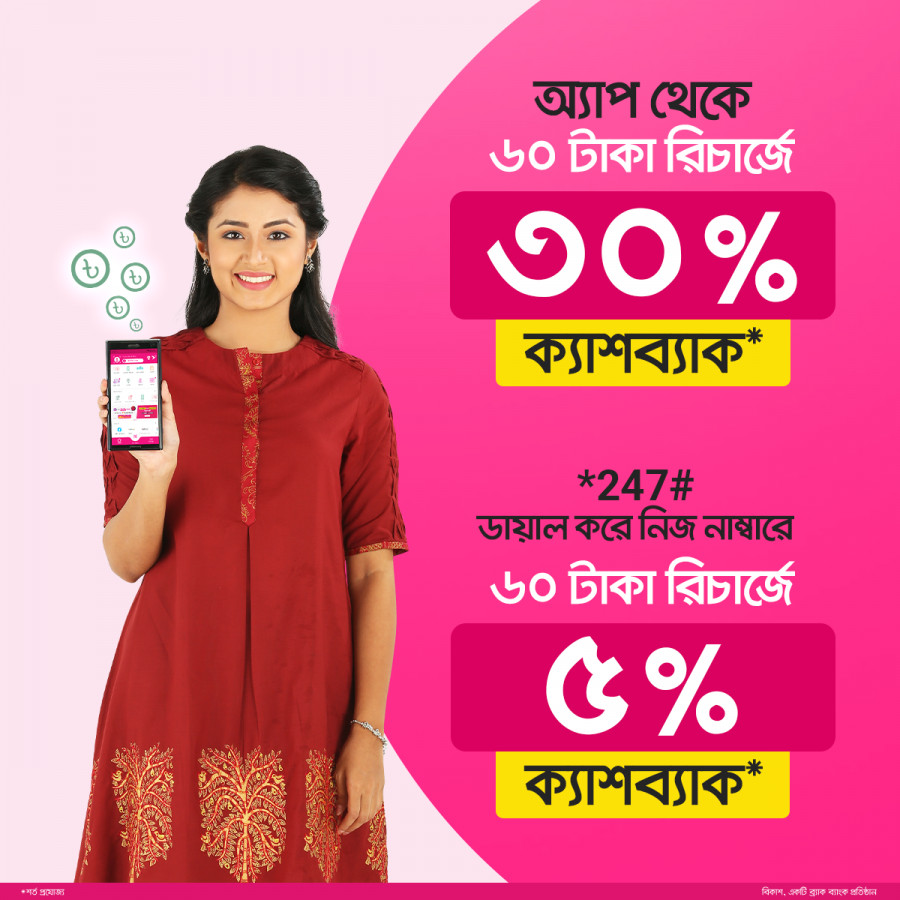 অ্যাপ থেকে
৬০ টাকা রিচার্জে
৩০%
ক্যাশব্যাক*
*247#
ডায়াল করে নিজ নাম্বারে
৬০ টাকা রিচার্জে
৫%
ক্যাশব্যাক*
*শর্ত প্রযোজ্য
বিকাশ, একটি ব্র্যাক ব্যাংক প্রতিষ্ঠান